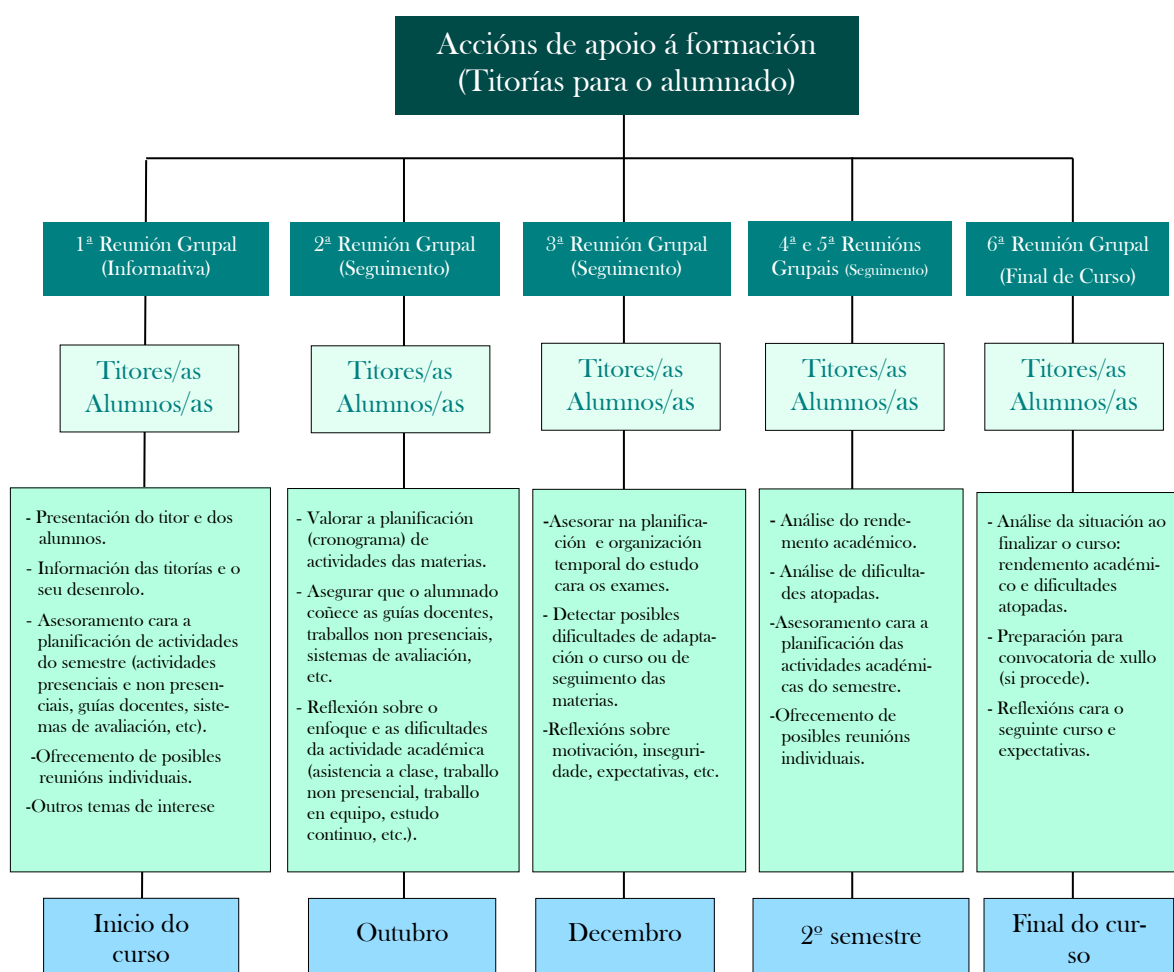 Accións de apoio á formación
(Titorías para o alumnado)
1ª Reunión Grupal
(Informativa)
2ª Reunión Grupal
(Seguimento)
3ª Reunión Grupal
(Seguimento)
4ª e 5ª Reunións
Grupais (Seguimento)
6ª Reunión Grupal
(Final de Curso)
Titores/as
Alumnos/as
Titores/as
Alumnos/as
Titores/as
Alumnos/as
Titores/as
Alumnos/as
Titores/as
Alumnos/as
- Presentación do titor e dos
alumnos.
- Información das titorías e o
seu desenrolo.
- Asesoramento cara a
planificación de actividades
do semestre (actividades
presenciais e non presen-
ciais, guías docentes, siste-
mas de avaliación, etc).
-Ofrecemento de posibles
reunións individuais.
-Outros temas de interese
- Valorar a planificación
(cronograma) de
actividades das materias.
- Asegurar que o alumnado
coñece as guías docentes,
traballos non presenciais,
sistemas de avaliación,
etc.
- Reflexión sobre o
enfoque e as dificultades
da actividade académica
(asistencia a clase, traballo
non presencial, traballo
en equipo, estudo
continuo, etc.).
-Asesorar na planifica-
ción e organización
temporal do estudo
cara os exames.
- Detectar posibles
dificultades de adapta-
ción o curso ou de
seguimento das
materias.
-Reflexións sobre
motivación, inseguri-
dade, expectativas, etc.
- Análise do rende-
mento académico.
- Análise de dificulta-
des atopadas.
-Asesoramento cara a
planificación das
actividades académi-
cas do semestre.
-Ofrecemento de
posibles reunións
individuais.
- Análise da situación ao
finalizar o curso:
rendemento académi-
co e dificultades
atopadas.
- Preparación para
convocatoria de xullo
(si procede).
- Reflexións cara o
seguinte curso e
expectativas.
Inicio do
curso
Outubro
Decembro
2º semestre
Final do cur-
so